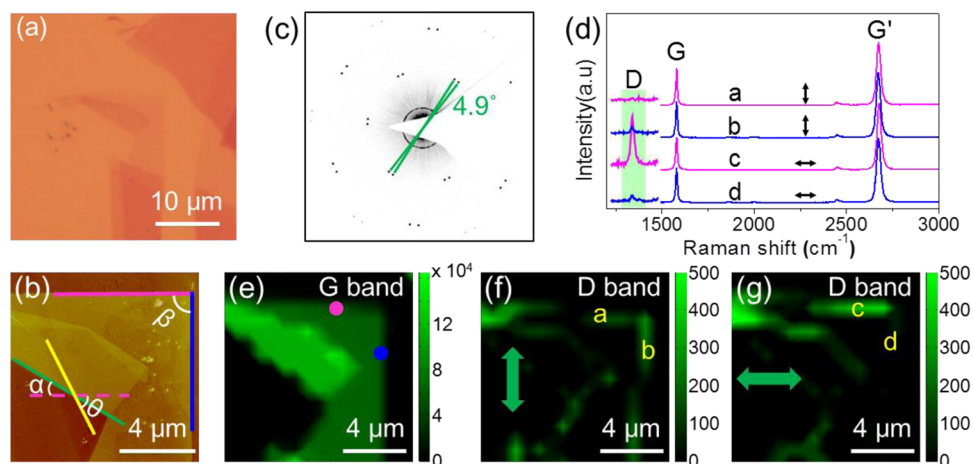 (a)
10 μm
(c)
4.9°
(d)
Intensity(a.u)
D
G
G'
a
b
c
d
1500
2000
2500
3000
Raman shift (cm⁻¹)
(b)
β
α
θ
4 μm
(e)
G band
4 μm
x 10⁴
12
8
4
0
(f)
D band
a
b
4 μm
500
400
300
200
100
0
(g)
D band
c
d
4 μm
500
400
300
200
100
0